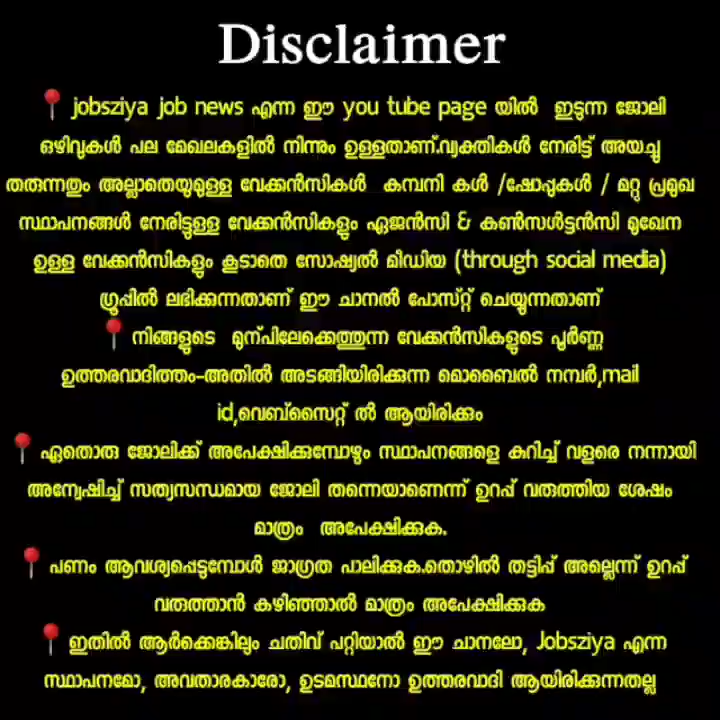 Disclaimer
📍 jobsziya job news എന്ന ഈ you tube page യിൽ ഇടുന്ന ജോലി
ഒഴിവുകൾ പല മേഖലകളിൽ നിന്നും ഉള്ളതാണ്.വ്യക്തികൾ നേരിട്ട് അയച്ചു
തരുന്നതും അല്ലാതെയുമുള്ള വേക്കൻസികൾ കമ്പനി കൾ /ഷോപ്പുകൾ / മറ്റു പ്രമുഖ
സ്ഥാപനങ്ങൾ നേരിട്ടുള്ള വേക്കൻസികളും ഏജൻസി & കൺസൾട്ടൻസി മുഖേന
ഉള്ള വേക്കൻസികളും കൂടാതെ സോഷ്യൽ മീഡിയ (through social media)
ഗ്രൂപ്പിൽ ലഭിക്കുന്നതാണ് ഈ ചാനൽ പോസ്റ്റ് ചെയ്യുന്നതാണ്
📍 നിങ്ങളുടെ മുന്പിലേക്കെത്തുന്ന വേക്കൻസികളുടെ പൂർണ്ണ
ഉത്തരവാദിത്തം-അതിൽ അടങ്ങിയിരിക്കുന്ന മൊബൈൽ നമ്പർ,mail
id,വെബ്സൈറ്റ് ൽ ആയിരിക്കും
📍 ഏതൊരു ജോലിക്ക് അപേക്ഷിക്കുമ്പോഴും സ്ഥാപനങ്ങളെ കുറിച്ച് വളരെ നന്നായി
അന്വേഷിച്ച് സത്യസന്ധമായ ജോലി തന്നെയാണെന്ന് ഉറപ്പ് വരുത്തിയ ശേഷം
മാത്രം അപേക്ഷിക്കുക.
📍 പണം ആവശ്യപ്പെടുമ്പോൾ ജാഗ്രത പാലിക്കുക.തൊഴിൽ തട്ടിപ്പ് അല്ലെന്ന് ഉറപ്പ്
വരുത്താൻ കഴിഞ്ഞാൽ മാത്രം അപേക്ഷിക്കുക
📍 ഇതിൽ ആർക്കെങ്കിലും ചതിവ് പറ്റിയാൽ ഈ ചാനലോ, Jobsziya എന്ന
സ്ഥാപനമോ, അവതാരകാരോ, ഉടമസ്ഥനോ ഉത്തരവാദി ആയിരിക്കുന്നതല്ല